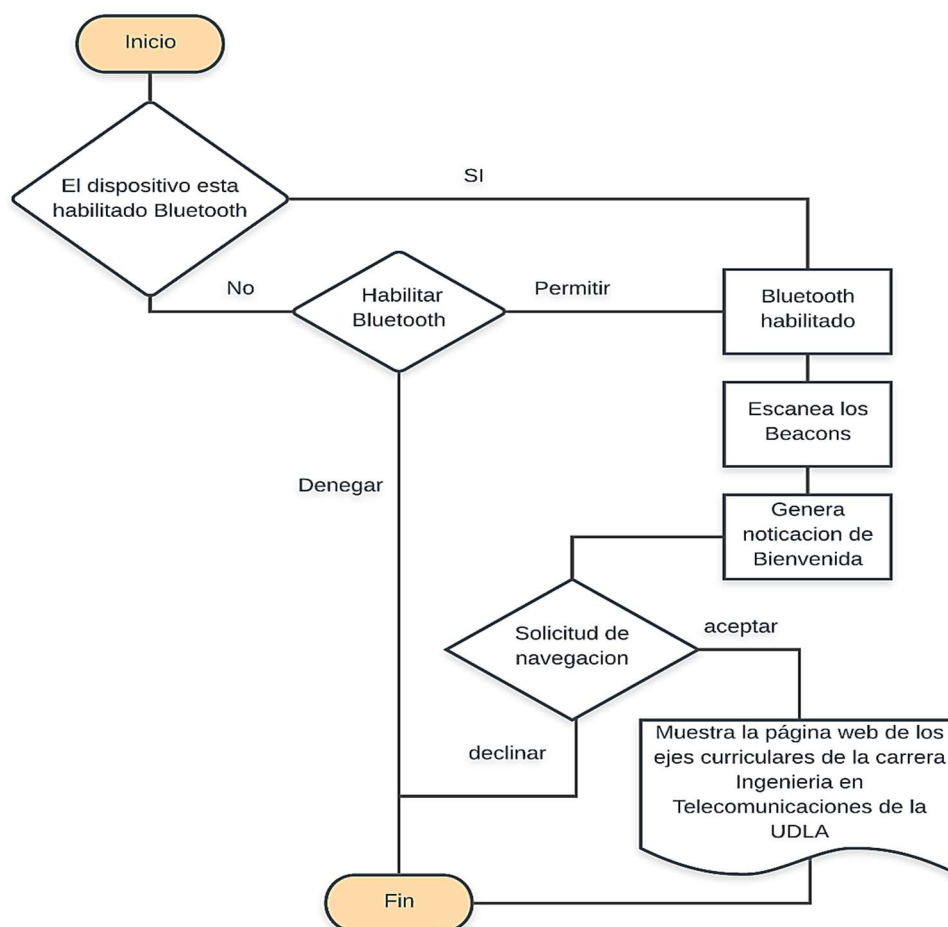 Inicio
El dispositivo esta
habilitado Bluetooth
SI
No
Habilitar
Bluetooth
Permitir
Bluetooth
habilitado
Escanea los
Beacons
Denegar
Genera
noticacion de
Bienvenida
Solicitud de
navegacion
aceptar
declinar
Muestra la página web de los
ejes curriculares de la carrera
Ingenieria en
Telecomunicaciones de la
UDLA
Fin